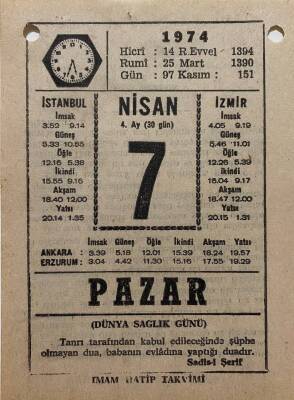 1974
Hicrî : 14 R.Evvel 1394
Rumî : 25 Mart 1390
Gün : 97 Kasım : 151
İSTANBUL
İmsak
3.52 9.14
Güneş
5.33 10.55
Öğle
12.16 5.38
İkindi
15.55 9.16
Akşam
18.40 12.00
Yatsı
20.14 1.35
NİSAN
4. Ay (30 gün)
7
İZMİR
İmsak
4.05 9.19
Güneş
5.46 11.01
Öğle
12.26 5.39
İkindi
16.04 9.17
Akşam
18.47 12.00
Yatsı
20.15 1.31
İmsak Güneş Öğle İkindi Akşam Yatsı
ANKARA : 3.39 5.18 12.01 15.39 18.24 19.57
ERZURUM : 3.04 4.42 11.30 15.16 17.55 19.29
PAZAR
(DÜNYA SAGLIK GÜNÜ)
Tanrı tarafından kabul edileceğinde şüphe
olmayan dua, babanın evlâdına yaptığı duadır.
Sadis-i Şerif
İMAM HATİP TAKVİMİ